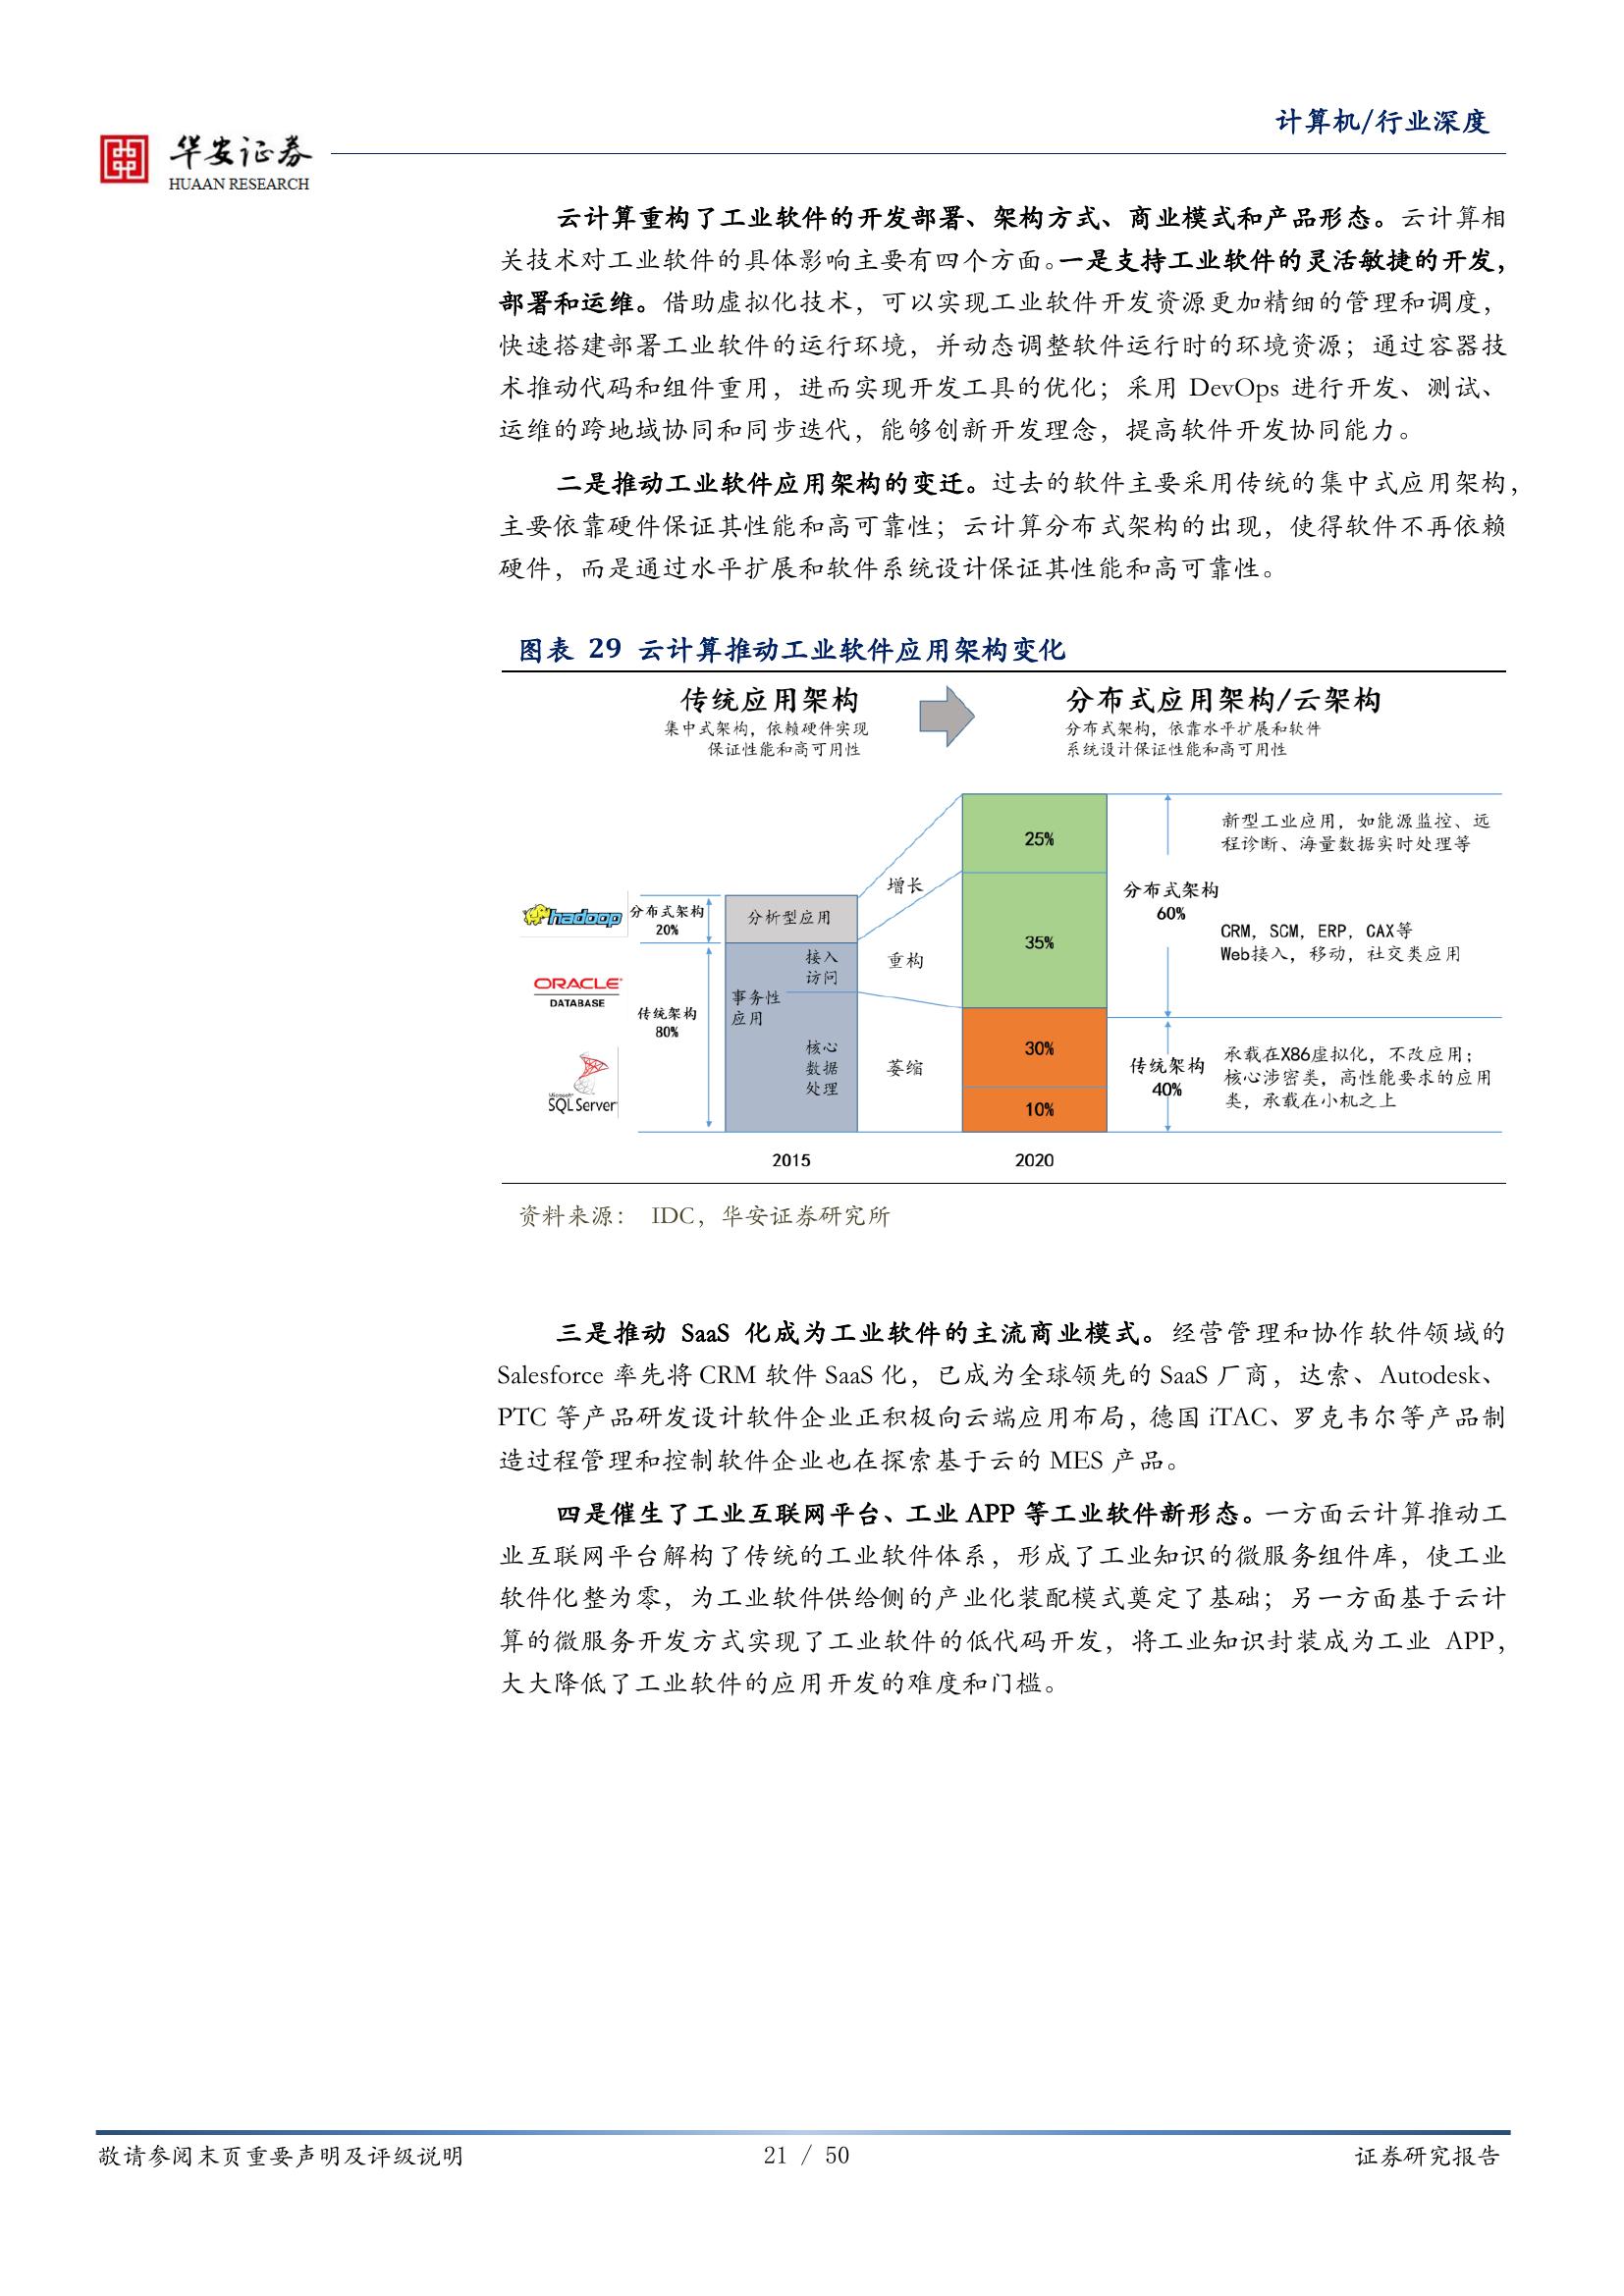 计算机/行业深度
华安证券
HUAAN RESEARCH
云计算重构了工业软件的开发部署、架构方式、商业模式和产品形态。云计算相
关技术对工业软件的具体影响主要有四个方面。一是支持工业软件的灵活敏捷的开发，
部署和运维。借助虚拟化技术，可以实现工业软件开发资源更加精细的管理和调度，
快速搭建部署工业软件的运行环境，并动态调整软件运行时的环境资源；通过容器技
术推动代码和组件重用，进而实现开发工具的优化；采用 DevOps 进行开发、测试、
运维的跨地域协同和同步迭代，能够创新开发理念，提高软件开发协同能力。
二是推动工业软件应用架构的变迁。过去的软件主要采用传统的集中式应用架构，
主要依靠硬件保证其性能和高可靠性；云计算分布式架构的出现，使得软件不再依赖
硬件，而是通过水平扩展和软件系统设计保证其性能和高可靠性。
图表 29 云计算推动工业软件应用架构变化
传统应用架构
集中式架构，依赖硬件实现
保证性能和高可用性
分布式应用架构/云架构
分布式架构，依靠水平扩展和软件
系统设计保证性能和高可用性
hadoop
分布式架构
20%
ORACLE
DATABASE
传统架构
80%
Microsoft
SQL Server
分析型应用
接入
访问
事务性
应用
核心
数据
处理
增长
重构
萎缩
25%
35%
30%
10%
分布式架构
60%
传统架构
40%
新型工业应用，如能源监控、远
程诊断、海量数据实时处理等
CRM，SCM，ERP，CAX等
Web接入，移动，社交类应用
承载在X86虚拟化，不改应用；
核心涉密类，高性能要求的应用
类，承载在小机之上
2015
2020
资料来源： IDC，华安证券研究所
三是推动 SaaS 化成为工业软件的主流商业模式。经营管理和协作软件领域的
Salesforce 率先将 CRM 软件 SaaS 化，已成为全球领先的 SaaS 厂商，达索、Autodesk、
PTC 等产品研发设计软件企业正积极向云端应用布局，德国 iTAC、罗克韦尔等产品制
造过程管理和控制软件企业也在探索基于云的 MES 产品。
四是催生了工业互联网平台、工业 APP 等工业软件新形态。一方面云计算推动工
业互联网平台解构了传统的工业软件体系，形成了工业知识的微服务组件库，使工业
软件化整为零，为工业软件供给侧的产业化装配模式奠定了基础；另一方面基于云计
算的微服务开发方式实现了工业软件的低代码开发，将工业知识封装成为工业 APP，
大大降低了工业软件的应用开发的难度和门槛。
敬请参阅末页重要声明及评级说明
21 / 50
证券研究报告